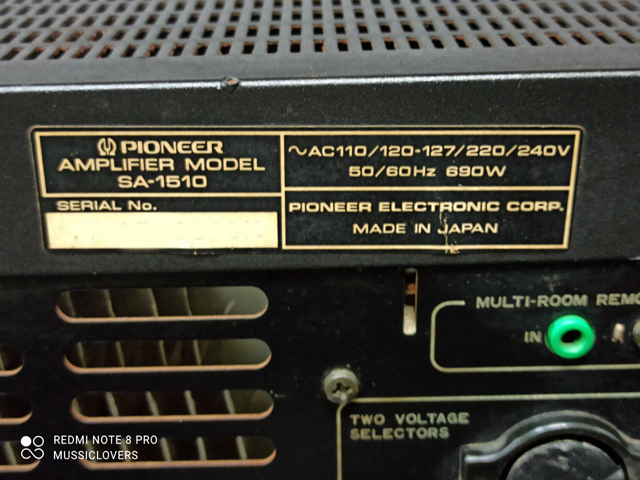 PIONEER
AMPLIFIER MODEL
SA-1510
SERIAL No.
~AC110/120-127/220/240V
50/60Hz 690W
PIONEER ELECTRONIC CORP.
MADE IN JAPAN
MULTI-ROOM REMO
IN
TWO VOLTAGE
SELECTORS
REDMI NOTE 8 PRO
MUSSICLOVERS